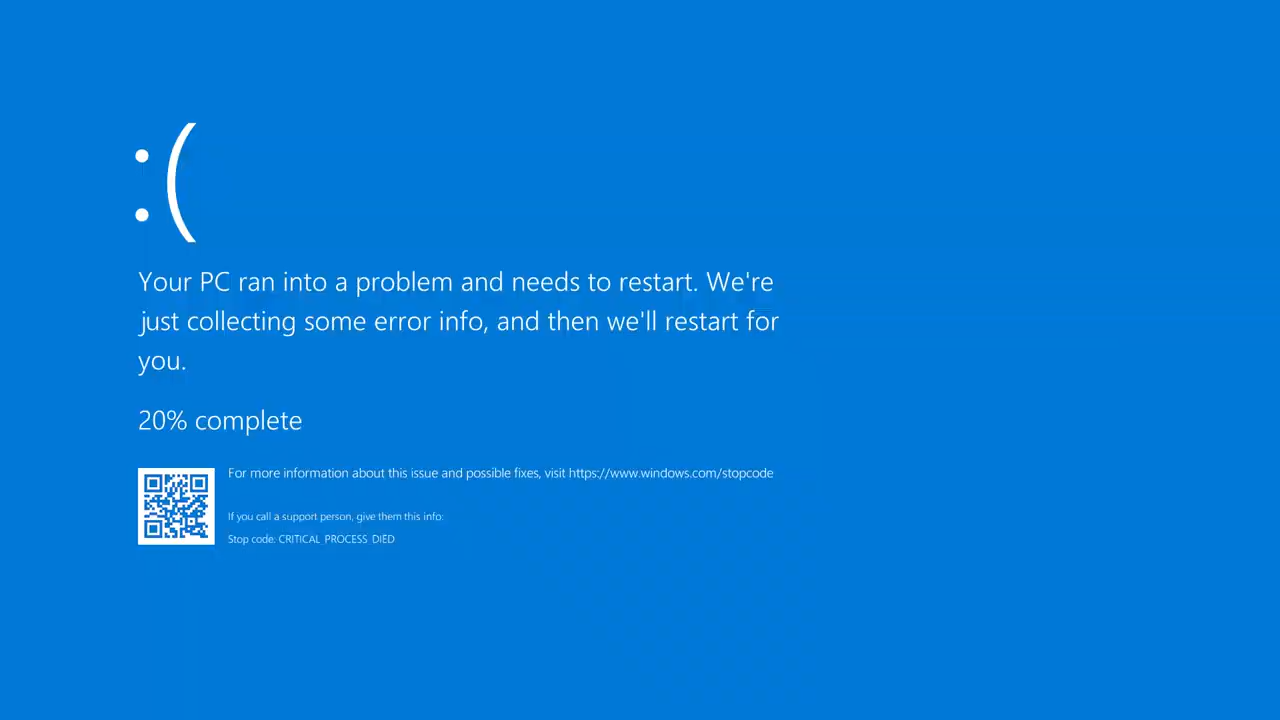 :(
Your PC ran into a problem and needs to restart. We're
just collecting some error info, and then we'll restart for
you.
20% complete
For more information about this issue and possible fixes, visit https://www.windows.com/stopcode
If you call a support person, give them this info:
Stop code: CRITICAL_PROCESS_DIED